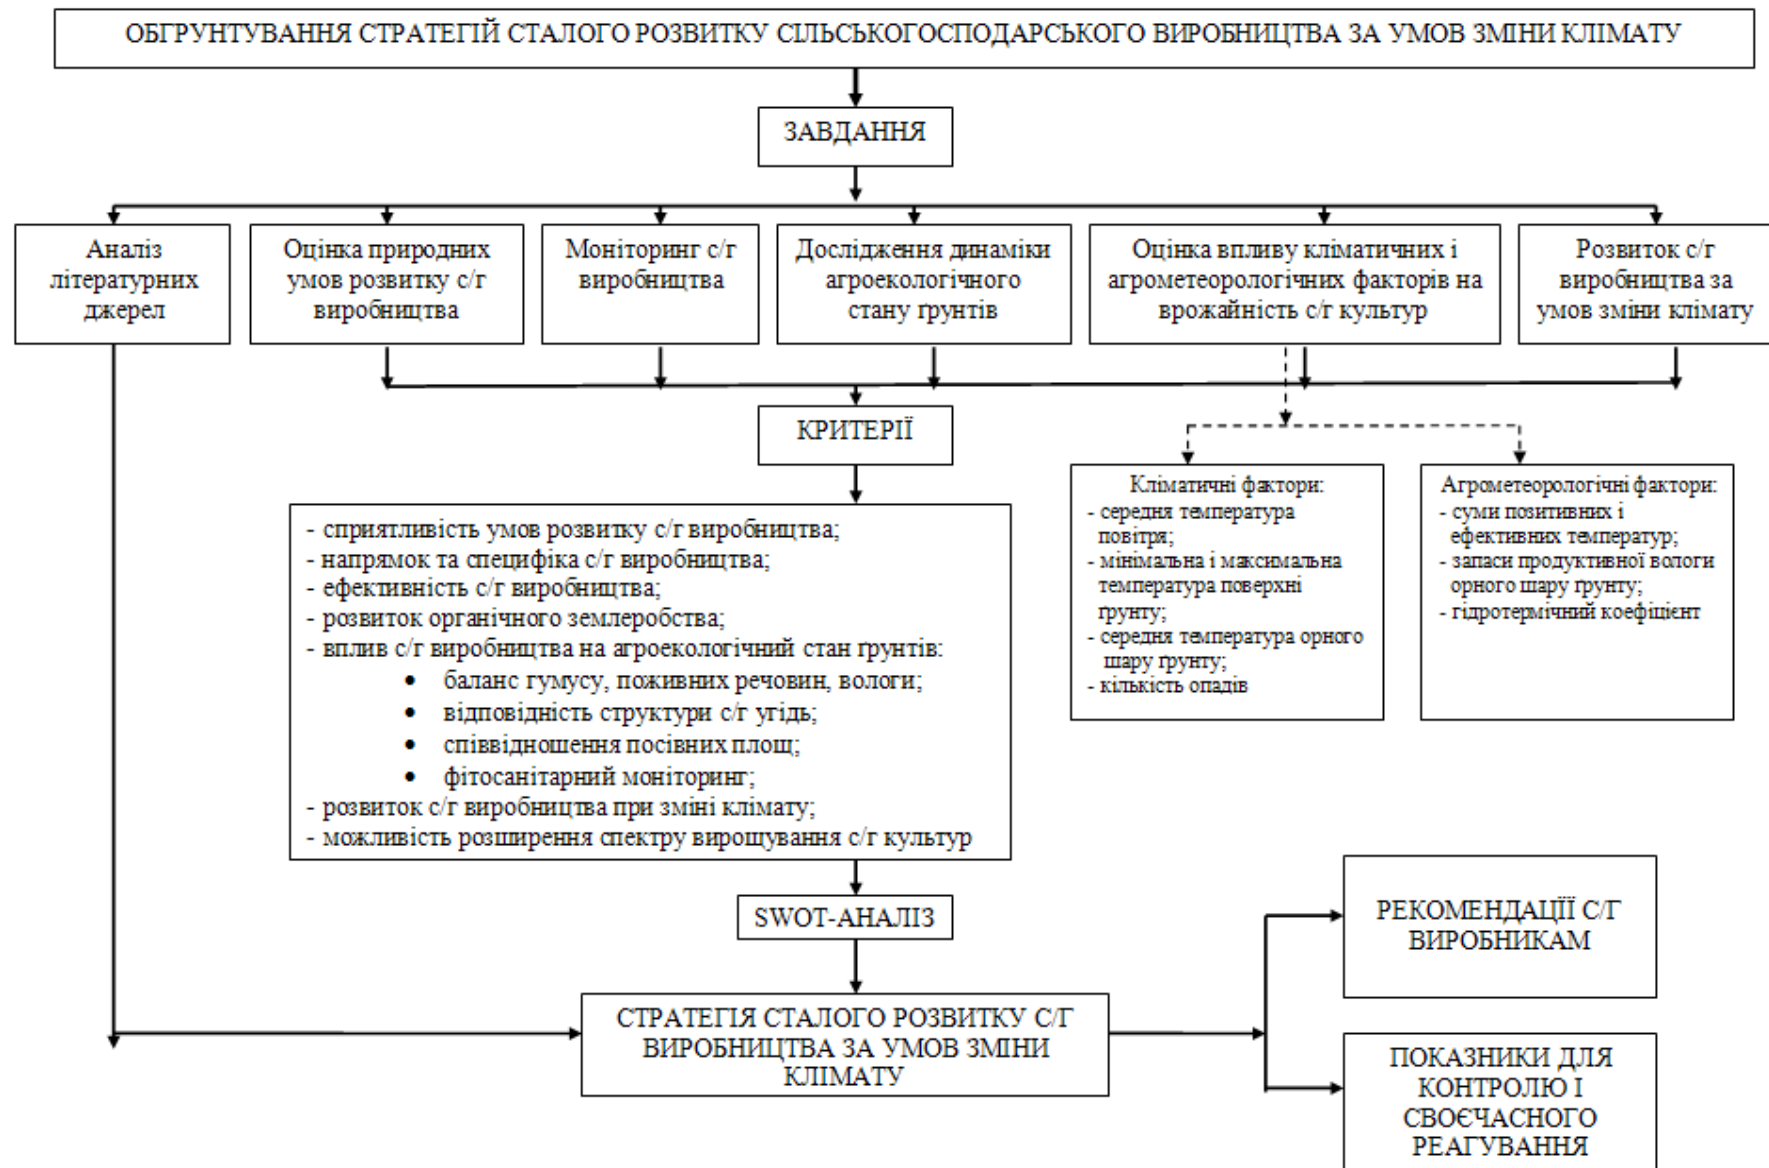 ОБГРУНТУВАННЯ СТРАТЕГІЙ СТАЛОГО РОЗВИТКУ СІЛЬСЬКОГОСПОДАРСЬКОГО ВИРОБНИЦТВА ЗА УМОВ ЗМІНИ КЛІМАТУ
ЗАВДАННЯ
Аналіз
літературних
джерел
Оцінка природних
умов розвитку с/г
виробництва
Моніторинг с/г
виробництва
Дослідження динаміки
агроекологічного
стану ґрунтів
Оцінка впливу кліматичних і
агрометеорологічних факторів на
врожайність с/г культур
Розвиток с/г
виробництва за
умов зміни клімату
КРИТЕРІЇ
- сприятливість умов розвитку с/г виробництва;
- напрямок та специфіка с/г виробництва;
- ефективність с/г виробництва;
- розвиток органічного землеробства;
- вплив с/г виробництва на агроекологічний стан ґрунтів:
• баланс гумусу, поживних речовин, вологи;
• відповідність структури с/г угідь;
• співвідношення посівних площ;
• фітосанітарний моніторинг;
- розвиток с/г виробництва при зміні клімату;
- можливість розширення спектру вирощування с/г культур
Кліматичні фактори:
- середня температура
повітря;
- мінімальна і максимальна
температура поверхні
ґрунту;
- середня температура орного
шару ґрунту;
- кількість опадів
Агрометеорологічні фактори:
- суми позитивних і
ефективних температур;
- запаси продуктивної вологи
орного шару ґрунту;
- гідротермічний коефіцієнт
SWOT-АНАЛІЗ
СТРАТЕГІЯ СТАЛОГО РОЗВИТКУ С/Г
ВИРОБНИЦТВА ЗА УМОВ ЗМІНИ
КЛІМАТУ
РЕКОМЕНДАЦІЇ С/Г
ВИРОБНИКАМ
ПОКАЗНИКИ ДЛЯ
КОНТРОЛЮ І
СВОЄЧАСНОГО
РЕАГУВАННЯ